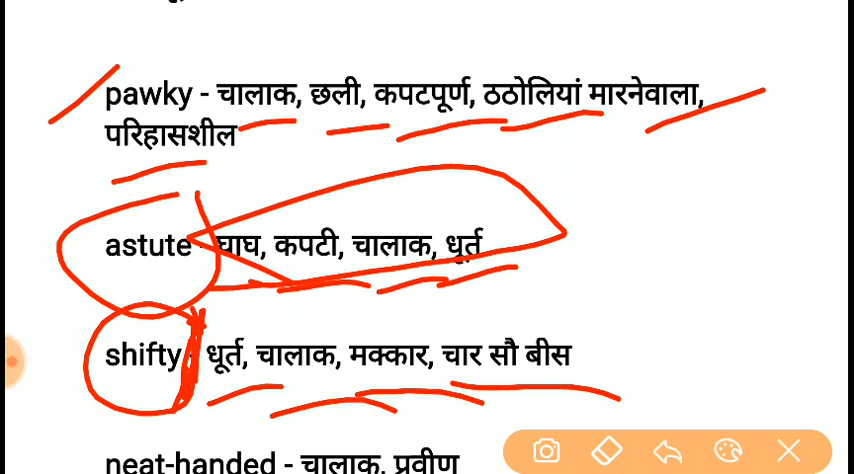 pawky - चालाक, छली, कपटपूर्ण, ठठोलियां मारनेवाला,
परिहासशील
astute - घाघ, कपटी, चालाक, धूर्त
shifty - धूर्त, चालाक, मक्कार, चार सौ बीस
neat-handed - चालाक, प्रवीण